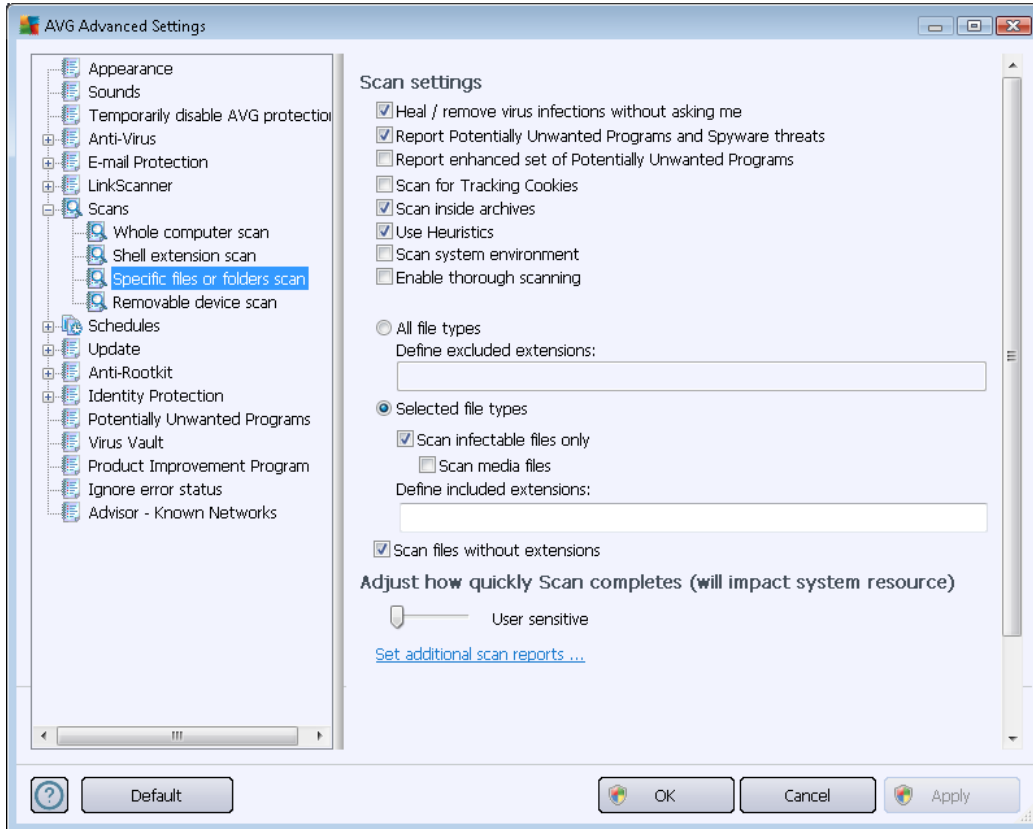 AVG Advanced Settings
Appearance
Sounds
Temporarily disable AVG protection
Anti-Virus
E-mail Protection
LinkScanner
Scans
Whole computer scan
Shell extension scan
Specific files or folders scan
Removable device scan
Schedules
Update
Anti-Rootkit
Identity Protection
Potentially Unwanted Programs
Virus Vault
Product Improvement Program
Ignore error status
Advisor - Known Networks
Scan settings
Heal / remove virus infections without asking me
Report Potentially Unwanted Programs and Spyware threats
Report enhanced set of Potentially Unwanted Programs
Scan for Tracking Cookies
Scan inside archives
Use Heuristics
Scan system environment
Enable thorough scanning
All file types
Define excluded extensions:
Selected file types
Scan infectable files only
Scan media files
Define included extensions:
Scan files without extensions
Adjust how quickly Scan completes (will impact system resource)
User sensitive
Set additional scan reports ...
Default
OK
Cancel
Apply